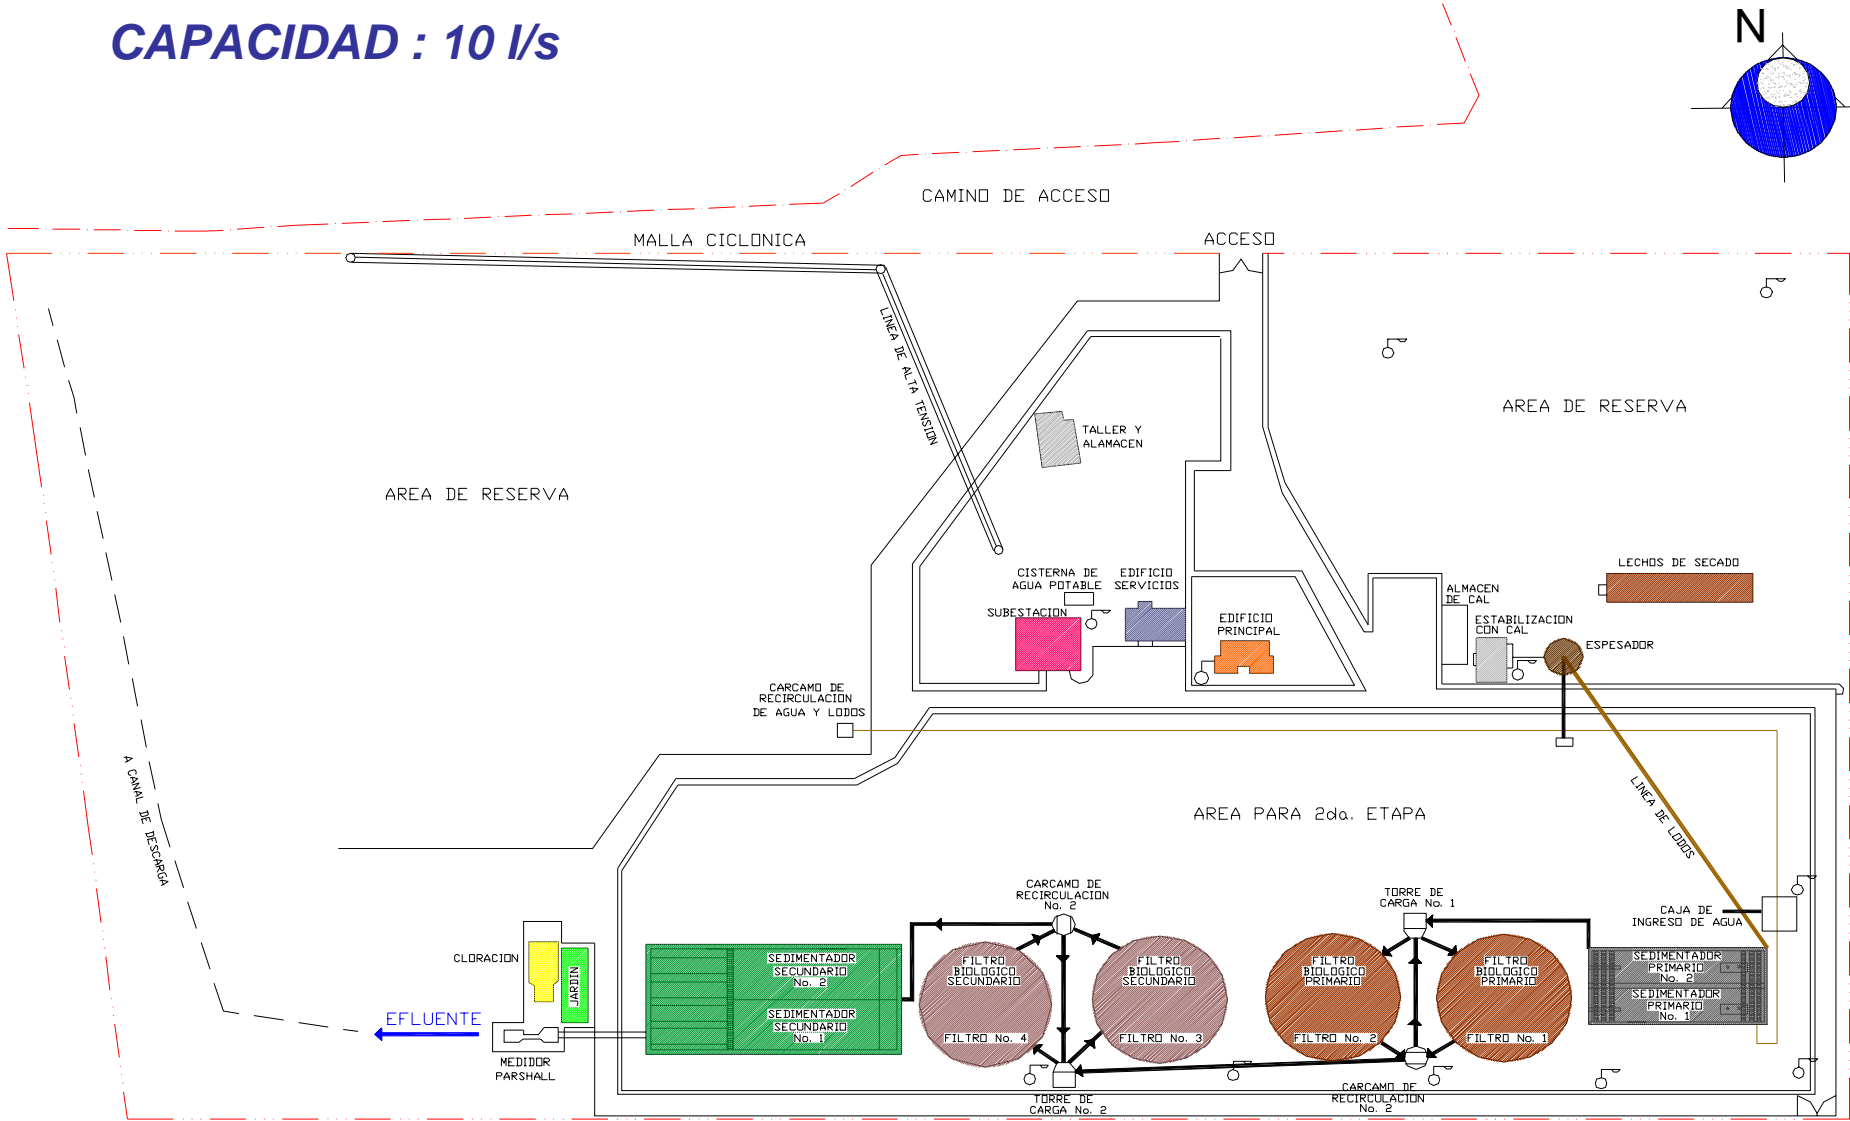 CAPACIDAD : 10 l/s
N
CAMINO DE ACCESO
MALLA CICLONICA
ACCESO
LINEA DE ALTA TENSION
AREA DE RESERVA
TALLER Y
ALAMACEN
AREA DE RESERVA
LECHOS DE SECADO
CISTERNA DE
AGUA POTABLE
EDIFICIO
SERVICIOS
SUBESTACION
EDIFICIO
PRINCIPAL
ALMACEN
DE CAL
ESTABILIZACION
CON CAL
ESPESADOR
CARCAMO DE
RECIRCULACION
DE AGUA Y LODOS
A CANAL DE DESCARGA
LINEA DE LODOS
AREA PARA 2da. ETAPA
CARCAMO DE
RECIRCULACION
No. 2
TORRE DE
CARGA No. 1
CAJA DE
INGRESO DE AGUA
CLORACION
JARDIN
SEDIMENTADOR
SECUNDARIO
No. 2
SEDIMENTADOR
SECUNDARIO
No. 1
FILTRO
BIOLOGICO
SECUNDARIO
FILTRO No. 4
FILTRO
BIOLOGICO
SECUNDARIO
FILTRO No. 3
FILTRO
BIOLOGICO
PRIMARIO
FILTRO No. 2
FILTRO
BIOLOGICO
PRIMARIO
FILTRO No. 1
SEDIMENTADOR
PRIMARIO
No. 2
SEDIMENTADOR
PRIMARIO
No. 1
EFLUENTE
MEDIDOR
PARSHALL
TORRE DE
CARGA No. 2
CARCAMO DE
RECIRCULACION
No. 2